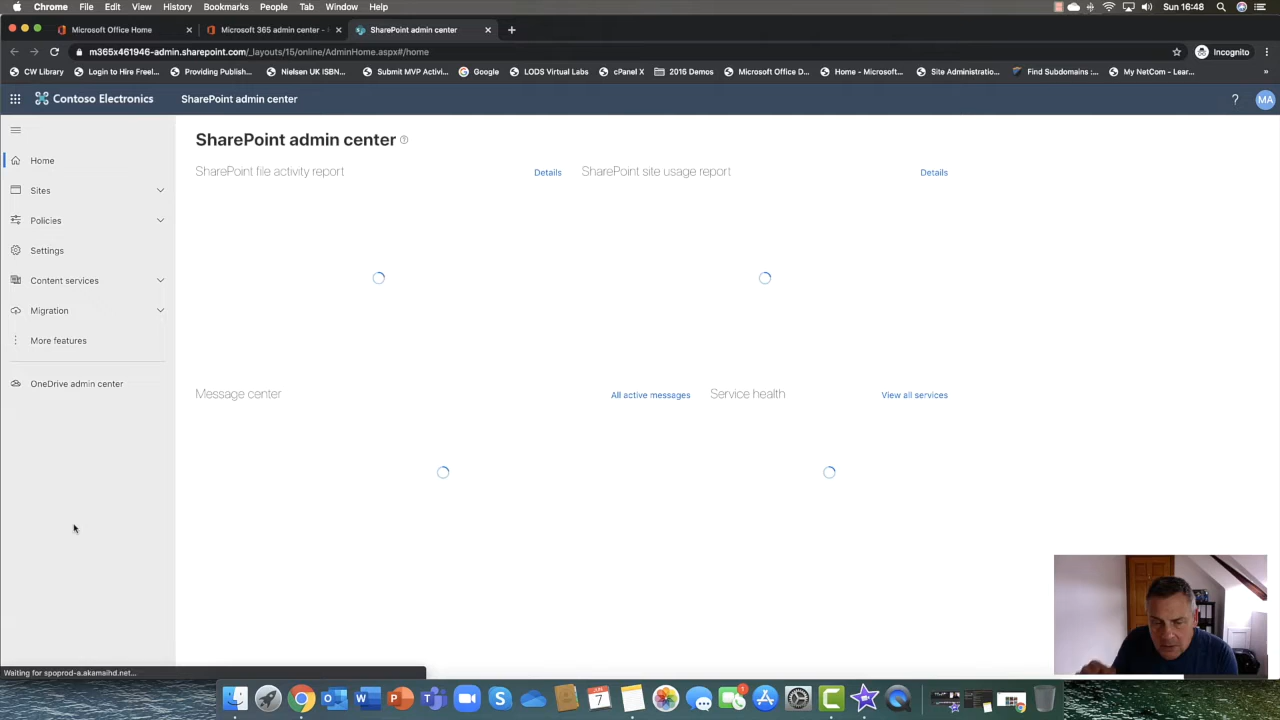 Chrome File Edit View History Bookmarks People Tab Window Help Sun 16:48
Microsoft Office Home Microsoft 365 admin center - SharePoint admin center
m365x461946-admin.sharepoint.com/_layouts/15/online/AdminHome.aspx#/home Incognito
CW Library Login to Hire Freel... Providing Publish... Nielsen UK ISBN... Submit MVP Activi... Google LODS Virtual Labs cPanel X 2016 Demos Microsoft Office D... Home - Microsoft... Site Administratio... Find Subdomains :... My NetCom - Lear... »
Contoso Electronics SharePoint admin center ? MA
SharePoint admin center
Home
SharePoint file activity report Details SharePoint site usage report Details
Sites
Policies
Settings
Content services
Migration
More features
OneDrive admin center
Message center All active messages Service health View all services
Waiting for spoprod-a.akamaihd.net...
JUN
7
1